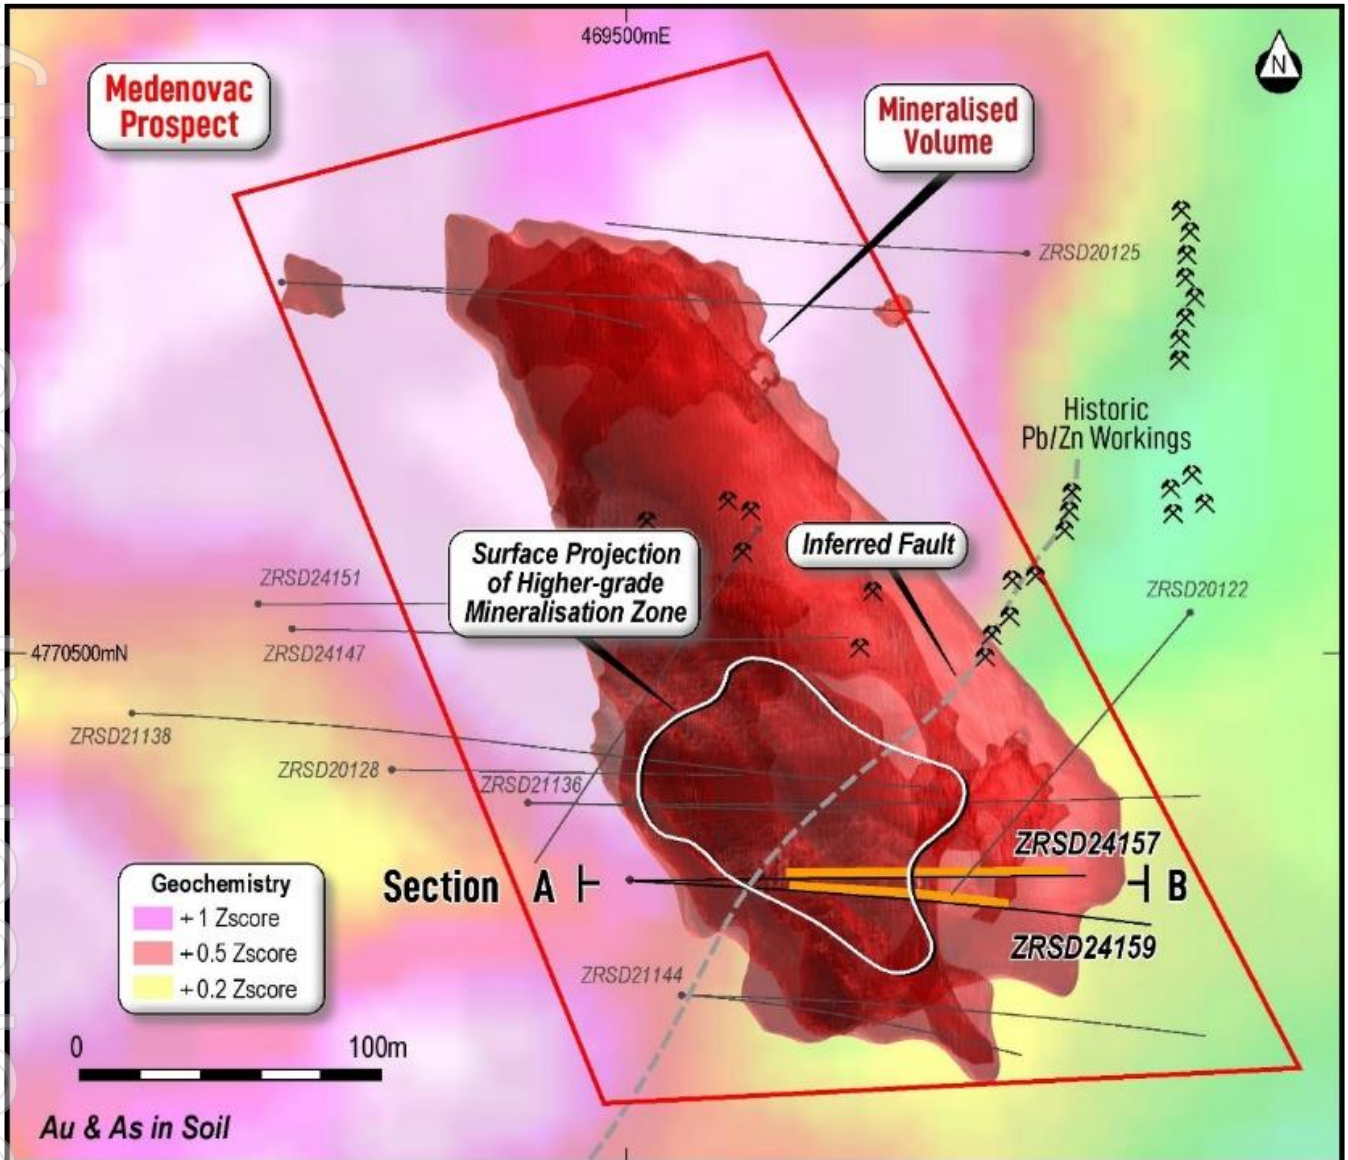 469500mE
N
Medenovac
Prospect
Mineralised
Volume
ZRSD20125
Historic
Pb/Zn Workings
Surface Projection
of Higher-grade
Mineralisation Zone
Inferred Fault
ZRSD24151
ZRSD20122
4770500mN
ZRSD24147
ZRSD21138
ZRSD20128
ZRSD21136
ZRSD24157
Section A
B
ZRSD24159
Geochemistry
+ 1 Zscore
+ 0.5 Zscore
+ 0.2 Zscore
ZRSD21144
0
100m
Au & As in Soil